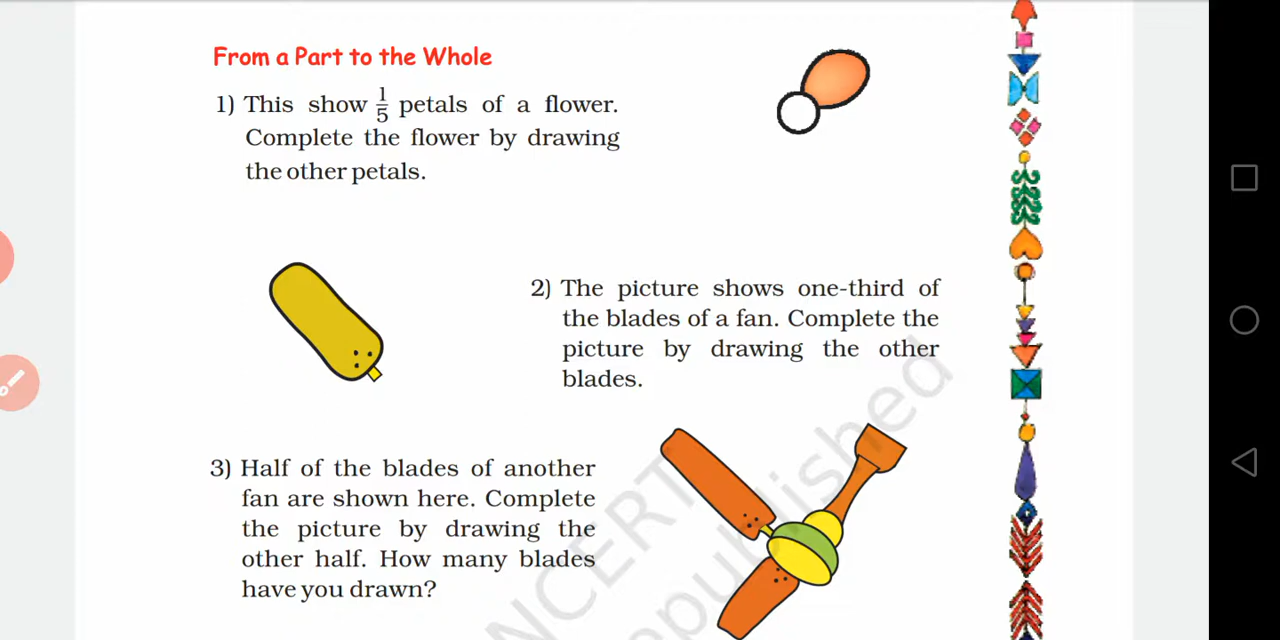 From a Part to the Whole
1) This show 1/5 petals of a flower.
Complete the flower by drawing
the other petals.
2) The picture shows one-third of
the blades of a fan. Complete the
picture by drawing the other
blades.
3) Half of the blades of another
fan are shown here. Complete
the picture by drawing the
other half. How many blades
have you drawn?
NCERT
republished